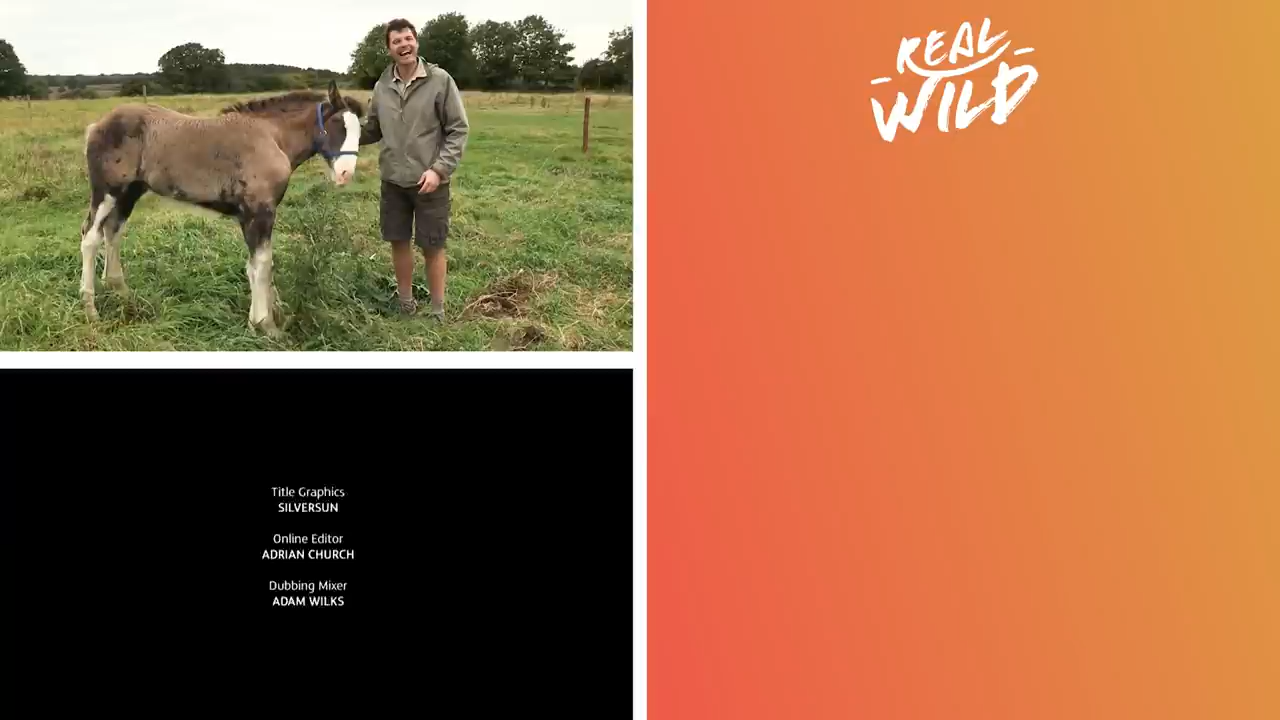 REAL
WILD
Title Graphics
SILVERSUN
Online Editor
ADRIAN CHURCH
Dubbing Mixer
ADAM WILKS